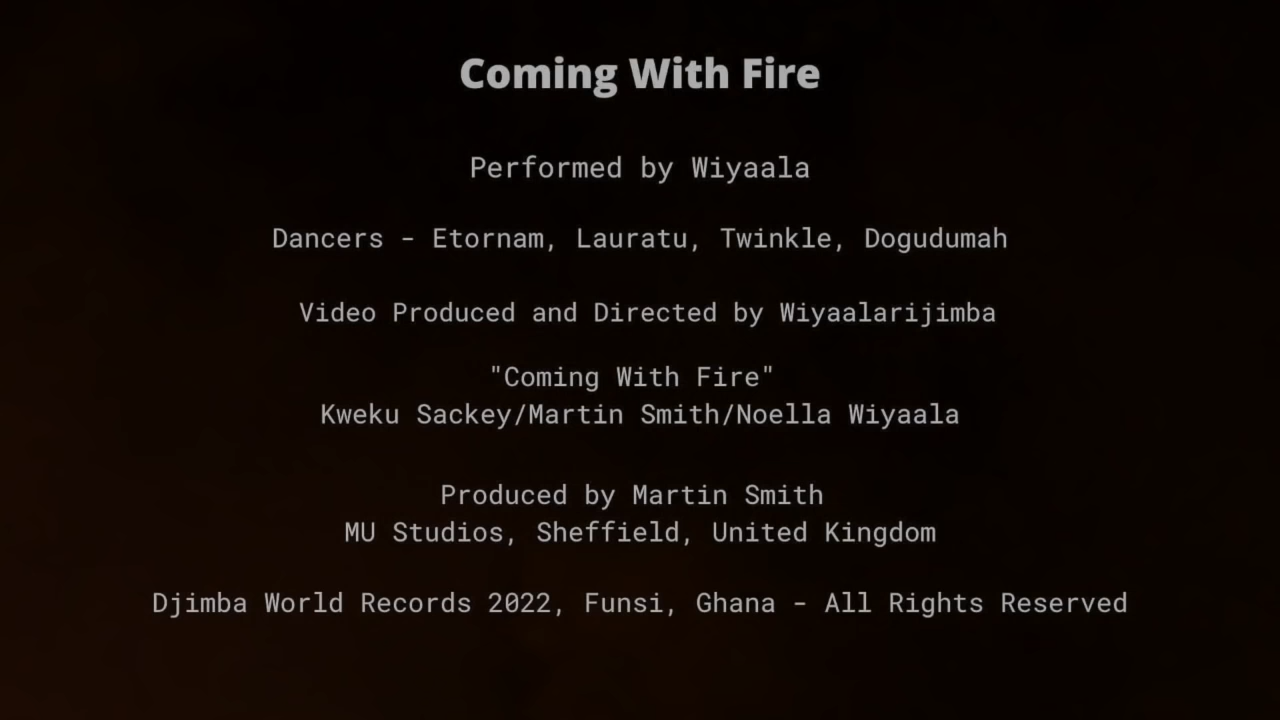 Coming With Fire
Performed by Wiyaala
Dancers - Etornam, Lauratu, Twinkle, Dogudumah
Video Produced and Directed by Wiyaalarijimba
"Coming With Fire"
Kweku Sackey/Martin Smith/Noella Wiyaala
Produced by Martin Smith
MU Studios, Sheffield, United Kingdom
Djimba World Records 2022, Funsi, Ghana - All Rights Reserved